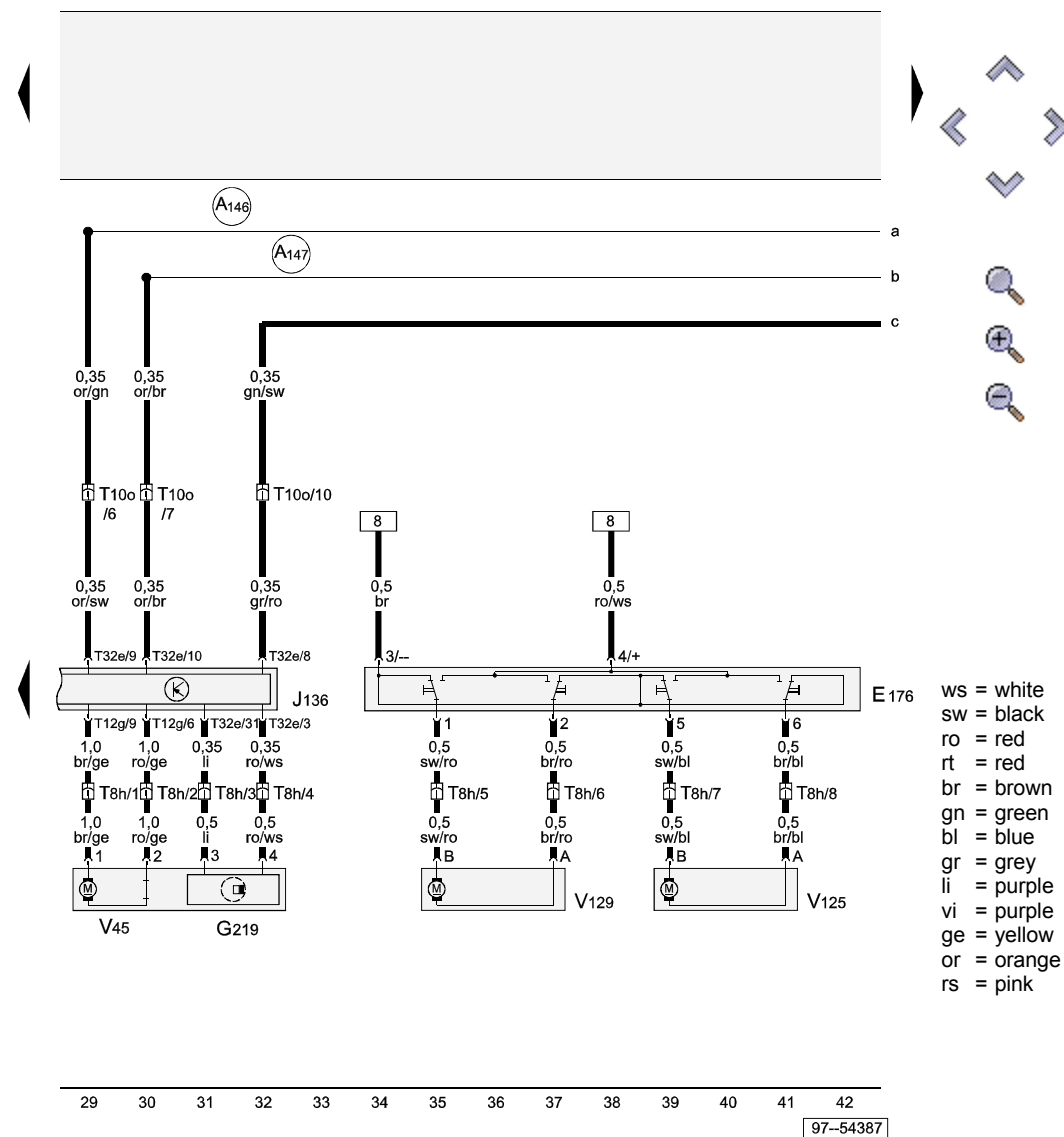 A146
a
A147
b
c
0,35 0,35 0,35
or/gn or/br gn/sw
T10o T10o T10o/10
/6 /7
8 8
0,35 0,35 0,35 0,5 0,5
or/sw or/br gr/ro br ro/ws
T32e/9 T32e/10 T32e/8 3/-- 4/+
J136
E176
T12g/9 T12g/6 T32e/31 T32e/3 1 2 5 6
1,0 1,0 0,35 0,35 0,5 0,5 0,5 0,5
br/ge ro/ge li ro/ws sw/ro br/ro sw/bl br/bl
T8h/1 T8h/2 T8h/3 T8h/4 T8h/5 T8h/6 T8h/7 T8h/8
1,0 1,0 0,5 0,5 0,5 0,5 0,5 0,5
br/ge ro/ge li ro/ws sw/ro br/ro sw/bl br/bl
1 2 3 4 B A B A
M M M
V129 V125
V45 G219
ws = white
sw = black
ro = red
rt = red
br = brown
gn = green
bl = blue
gr = grey
li = purple
vi = purple
ge = yellow
or = orange
rs = pink
29 30 31 32 33 34 35 36 37 38 39 40 41 42
97--54387